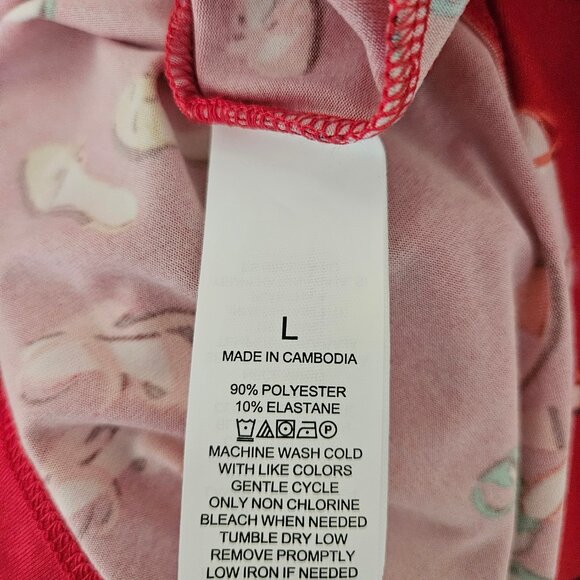 L
MADE IN CAMBODIA
90% POLYESTER
10% ELASTANE
MACHINE WASH COLD
WITH LIKE COLORS
GENTLE CYCLE
ONLY NON CHLORINE
BLEACH WHEN NEEDED
TUMBLE DRY LOW
REMOVE PROMPTLY
LOW IRON IF NEEDED